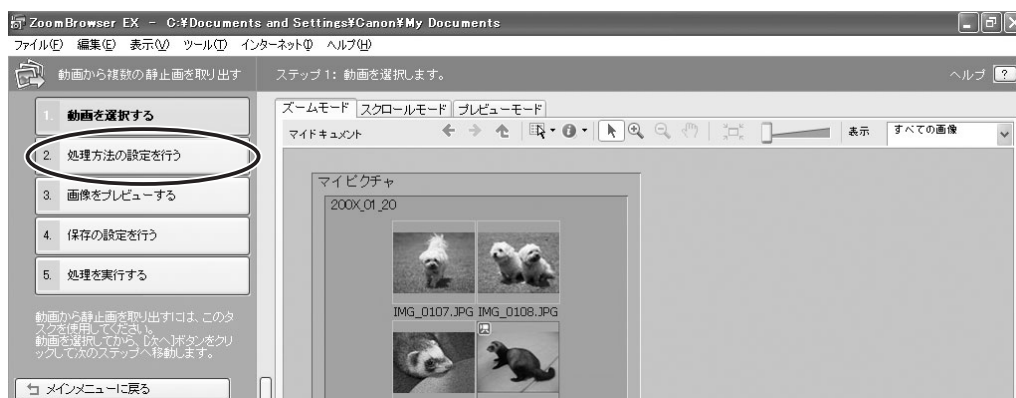 ZoomBrowser EX - C:¥Documents and Settings¥Canon¥My Documents
ファイル(F) 編集(E) 表示(V) ツール(T) インターネット(I) ヘルプ(H)
動画から複数の静止画を取り出す
ステップ1: 動画を選択します。
ヘルプ ?
1. 動画を選択する
2. 処理方法の設定を行う
3. 画像をプレビューする
4. 保存の設定を行う
5. 処理を実行する
動画から静止画を取り出すには、このタ
スクを使用してください。
動画を選択してから、[次へ]ボタンをクリ
ックして次のステップへ移動します。
メインメニューに戻る
ズームモード スクロールモード プレビューモード
マイドキュメント
表示 すべての画像
マイピクチャ
200X_01_20
IMG_0107.JPG IMG_0108.JPG